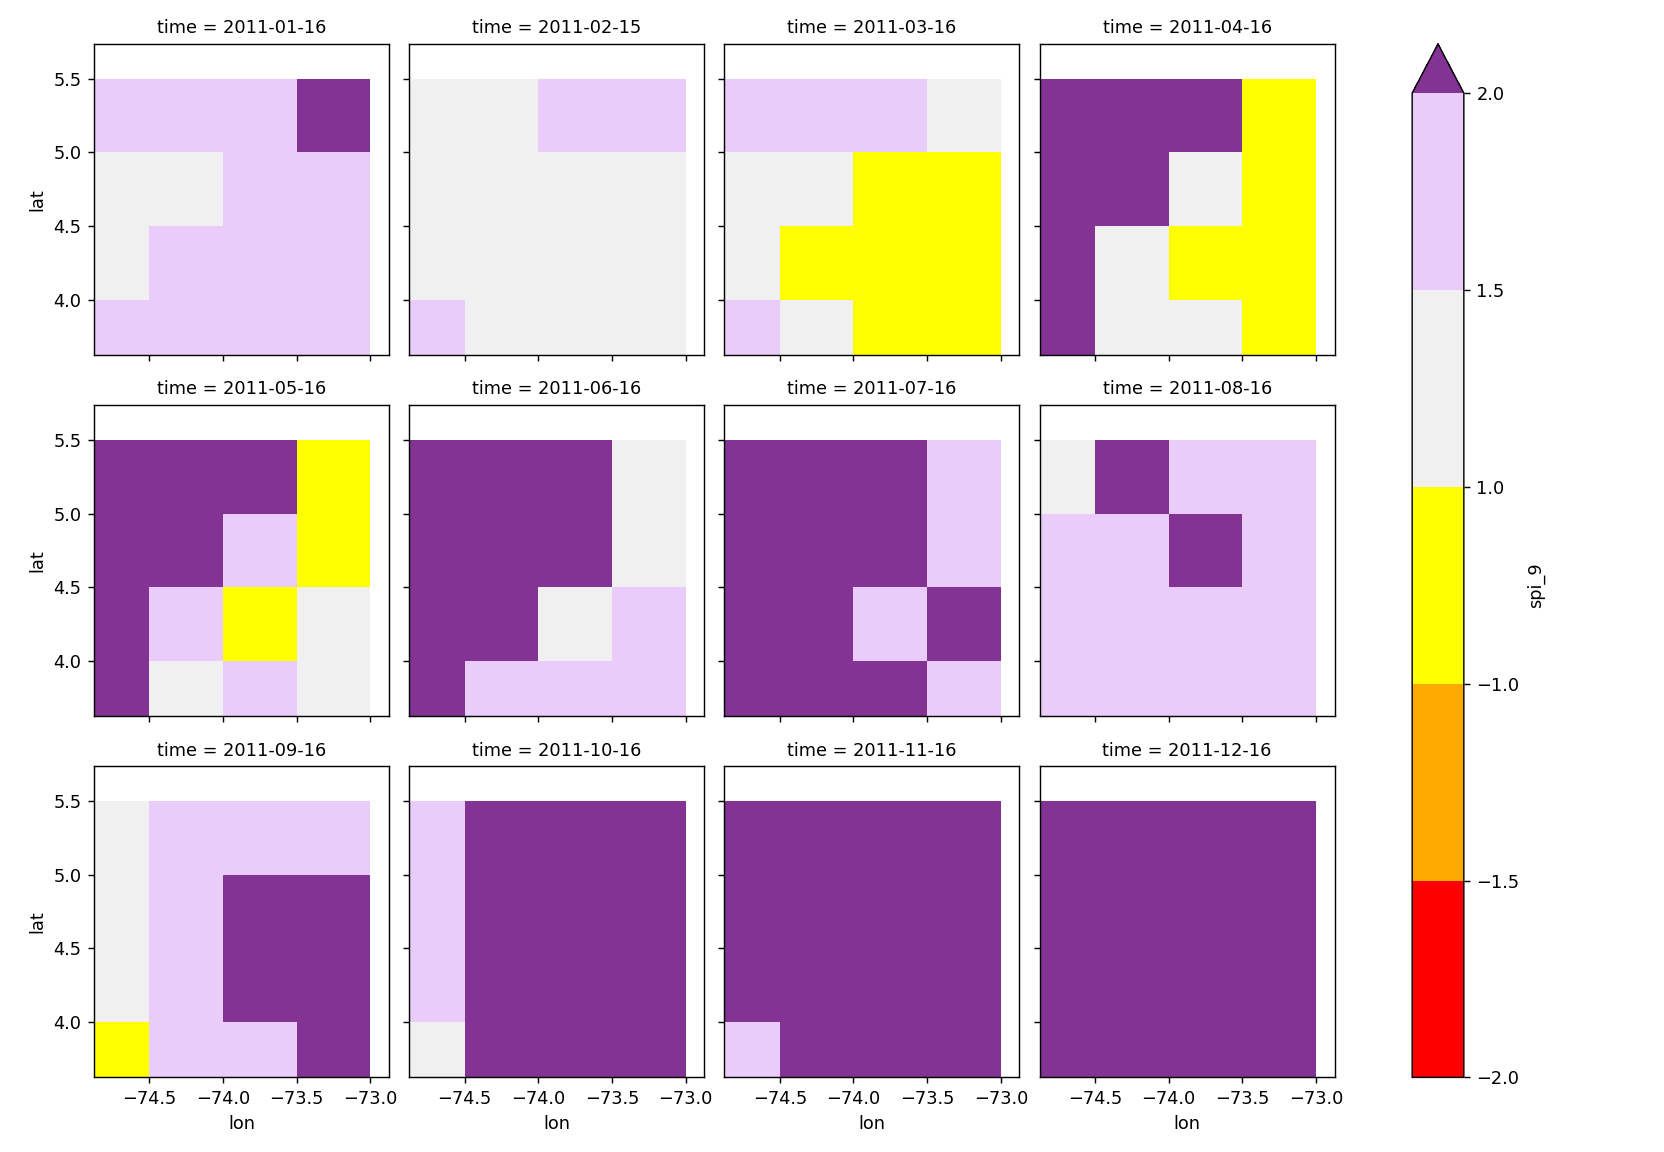 time = 2011-01-16
time = 2011-02-15
time = 2011-03-16
time = 2011-04-16
5.5
5.0
4.5
4.0
lat
time = 2011-05-16
time = 2011-06-16
time = 2011-07-16
time = 2011-08-16
5.5
5.0
4.5
4.0
lat
time = 2011-09-16
time = 2011-10-16
time = 2011-11-16
time = 2011-12-16
5.5
5.0
4.5
4.0
lat
−74.5 −74.0 −73.5 −73.0
lon
−74.5 −74.0 −73.5 −73.0
lon
−74.5 −74.0 −73.5 −73.0
lon
−74.5 −74.0 −73.5 −73.0
lon
2.0
1.5
1.0
−1.0
−1.5
−2.0
spi_9